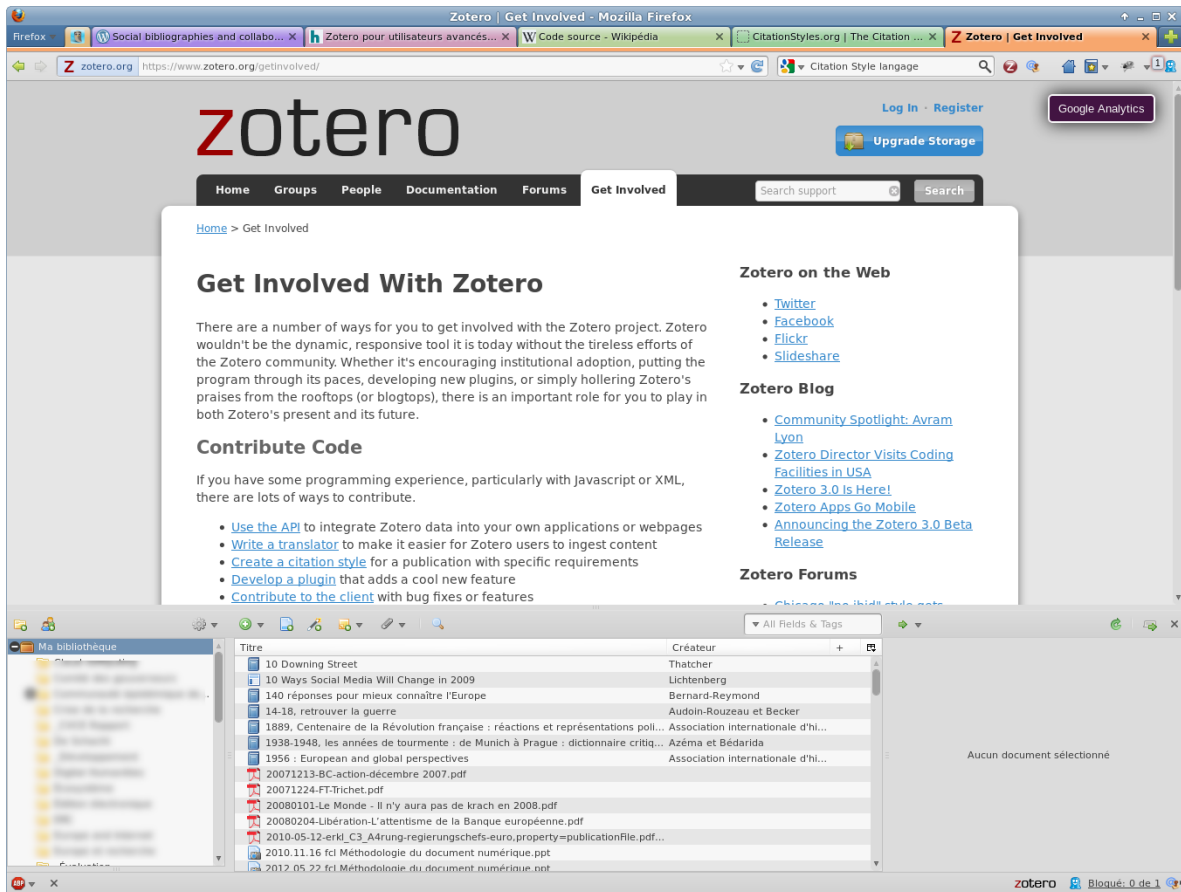 Zotero | Get Involved - Mozilla Firefox
Firefox
Social bibliographies and collabo...
Zotero pour utilisateurs avancés...
Code source - Wikipédia
CitationStyles.org | The Citation ...
Zotero | Get Involved
zotero.org https://www.zotero.org/getinvolved/
Citation Style langage
1
zotero
Log In · Register
Google Analytics
Upgrade Storage
Home Groups People Documentation Forums Get Involved
Search support
Search
Home > Get Involved
Get Involved With Zotero
There are a number of ways for you to get involved with the Zotero project. Zotero
wouldn't be the dynamic, responsive tool it is today without the tireless efforts of
the Zotero community. Whether it's encouraging institutional adoption, putting the
program through its paces, developing new plugins, or simply hollering Zotero's
praises from the rooftops (or blogtops), there is an important role for you to play in
both Zotero's present and its future.
Contribute Code
If you have some programming experience, particularly with Javascript or XML,
there are lots of ways to contribute.
Use the API to integrate Zotero data into your own applications or webpages
Write a translator to make it easier for Zotero users to ingest content
Create a citation style for a publication with specific requirements
Develop a plugin that adds a cool new feature
Contribute to the client with bug fixes or features
Zotero on the Web
Twitter
Facebook
Flickr
Slideshare
Zotero Blog
Community Spotlight: Avram
Lyon
Zotero Director Visits Coding
Facilities in USA
Zotero 3.0 Is Here!
Zotero Apps Go Mobile
Announcing the Zotero 3.0 Beta
Release
Zotero Forums
Chicago "no ibid" style gets
All Fields & Tags
Ma bibliothèque
Évaluation
Titre Créateur
10 Downing Street Thatcher
10 Ways Social Media Will Change in 2009 Lichtenberg
140 réponses pour mieux connaître l'Europe Bernard-Reymond
14-18, retrouver la guerre Audoin-Rouzeau et Becker
1889, Centenaire de la Révolution française : réactions et représentations poli... Association internationale d'hi...
1938-1948, les années de tourmente : de Munich à Prague : dictionnaire critiq... Azéma et Bédarida
1956 : European and global perspectives Association internationale d'hi...
20071213-BC-action-décembre 2007.pdf
20071224-FT-Trichet.pdf
20080101-Le Monde - Il n'y aura pas de krach en 2008.pdf
20080204-Libération-L'attentisme de la Banque européenne.pdf
2010-05-12-erkl_C3_A4rung-regierungschefs-euro,property=publicationFile.pdf...
2010.11.16 fcl Méthodologie du document numérique.ppt
2012 05 22 fcl Méthodologie du document numérique.ppt
Aucun document sélectionné
ABP
zotero
Bloqué: 0 de 1